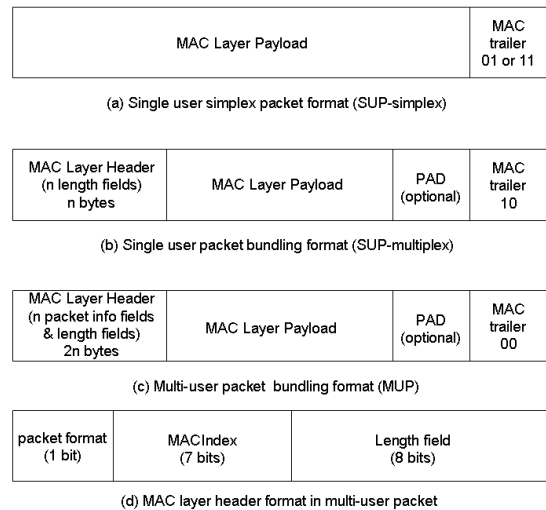 MAC Layer Payload
MAC
trailer
01 or 11
(a) Single user simplex packet format (SUP-simplex)
MAC Layer Header
(n length fields)
n bytes
MAC Layer Payload
PAD
(optional)
MAC
trailer
10
(b) Single user packet bundling format (SUP-multiplex)
MAC Layer Header
(n packet info fields
& length fields)
2n bytes
MAC Layer Payload
PAD
(optional)
MAC
trailer
00
(c) Multi-user packet bundling format (MUP)
packet format
(1 bit)
MACIndex
(7 bits)
Length field
(8 bits)
(d) MAC layer header format in multi-user packet